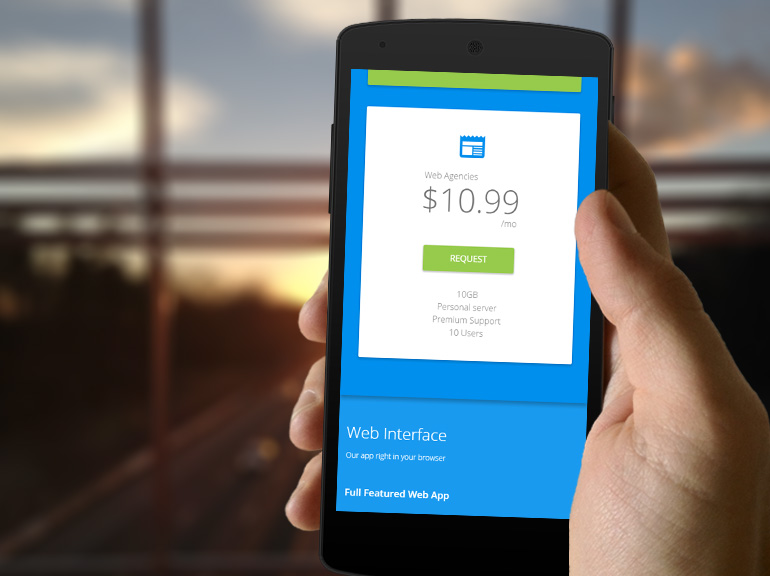 Web Agencies
$10.99
/mo
REQUEST
10GB
Personal server
Premium Support
10 Users
Web Interface
Our app right in your browser
Full Featured Web App